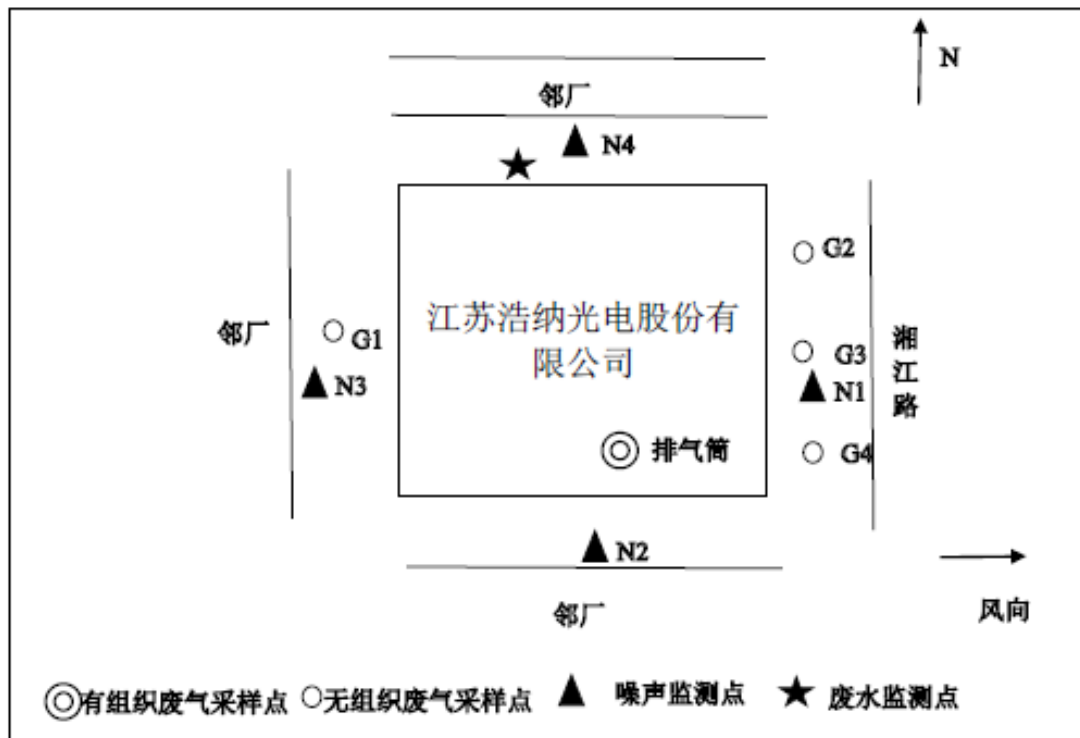 N
邻厂
N4
G2
江苏浩纳光电股份有
限公司
邻厂
G1
G3
湘江路
N3
N1
排气筒
G4
N2
邻厂
风向
有组织废气采样点 无组织废气采样点 噪声监测点 废水监测点